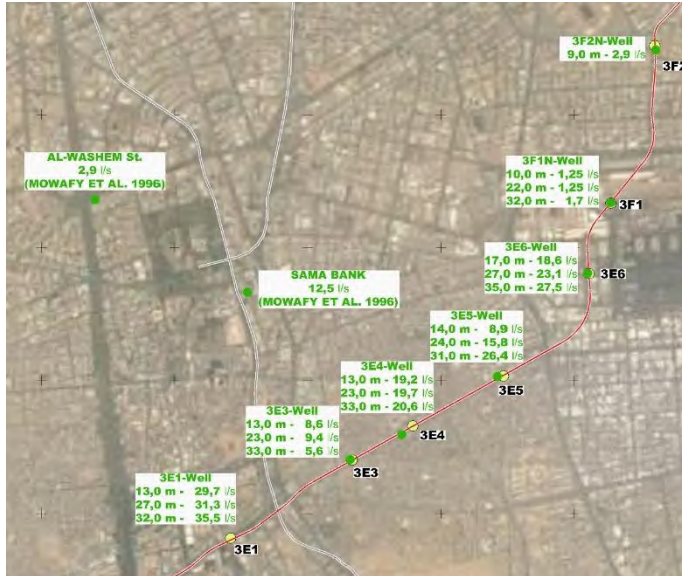 3F2N-Well
9,0 m - 2,9 l/s
3F2
AL-WASHEM St.
2,9 l/s
(MOWAFY ET AL. 1996)
3F1N-Well
10,0 m - 1,25 l/s
22,0 m - 1,25 l/s
32,0 m - 1,7 l/s
3F1
3E6-Well
17,0 m - 18,6 l/s
27,0 m - 23,1 l/s
35,0 m - 27,5 l/s
3E6
SAMA BANK
12,5 l/s
(MOWAFY ET AL. 1996)
3E5-Well
14,0 m - 8,9 l/s
24,0 m - 15,8 l/s
31,0 m - 26,4 l/s
3E5
3E4-Well
13,0 m - 19,2 l/s
23,0 m - 19,7 l/s
33,0 m - 20,6 l/s
3E4
3E3-Well
13,0 m - 8,6 l/s
23,0 m - 9,4 l/s
33,0 m - 5,6 l/s
3E3
3E1-Well
13,0 m - 29,7 l/s
27,0 m - 31,3 l/s
32,0 m - 35,5 l/s
3E1